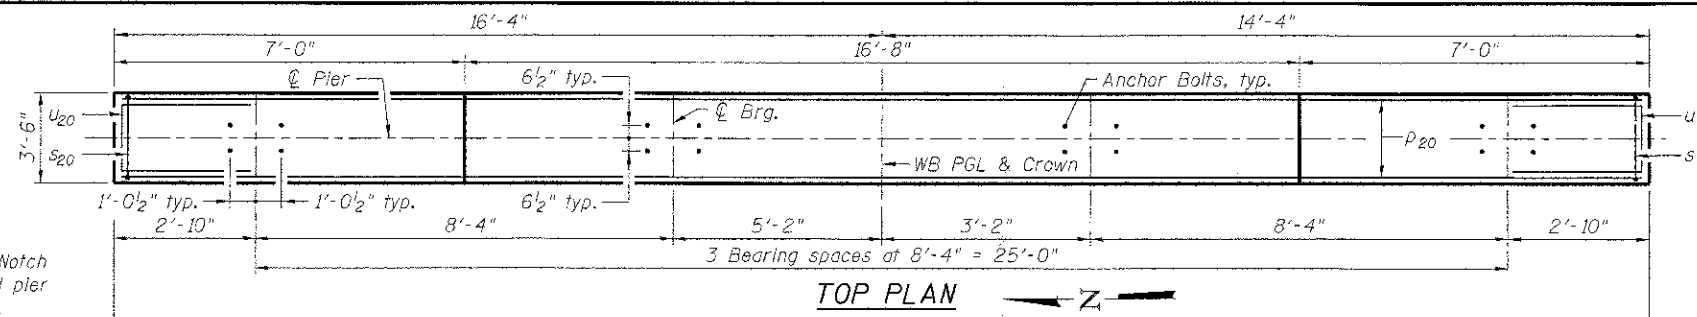 16'-4" 14'-4"
7'-0" 16'-8" 7'-0"
℄ Pier 6½" typ. Anchor Bolts, typ.
3'-6" u20 s20 ℄ Brg. p20 u
WB PGL & Crown s
1'-0½" typ. 1'-0½" typ. 6½" typ.
2'-10" 8'-4" 5'-2" 3'-2" 8'-4" 2'-10"
Notch 3 Bearing spaces at 8'-4" = 25'-0"
pier
TOP PLAN Z